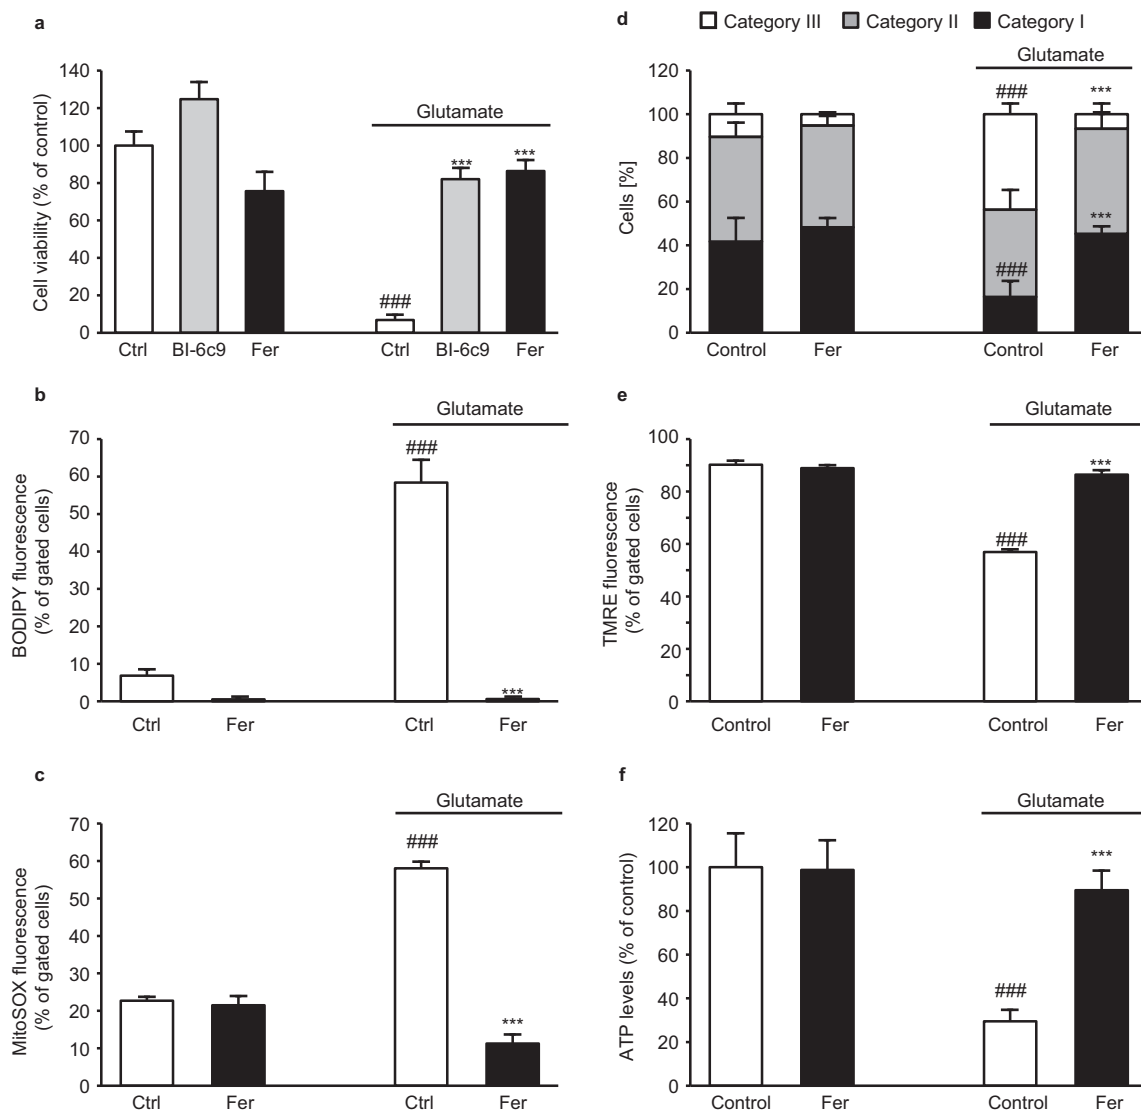 a
Cell viability (% of control)
140
120
100
80
60
40
20
0
Glutamate
###
***
***
Ctrl BI-6c9 Fer Ctrl BI-6c9 Fer
b
BODIPY fluorescence
(% of gated cells)
70
60
50
40
30
20
10
0
Glutamate
###
***
Ctrl Fer Ctrl Fer
c
MitoSOX fluorescence
(% of gated cells)
70
60
50
40
30
20
10
0
Glutamate
###
***
Ctrl Fer Ctrl Fer
d
Category III Category II Category I
Cells [%]
120
100
80
60
40
20
0
Glutamate
###
***
***
###
Control Fer Control Fer
e
TMRE fluorescence
(% of gated cells)
100
80
60
40
20
0
Glutamate
***
###
Control Fer Control Fer
f
ATP levels (% of control)
120
100
80
60
40
20
0
Glutamate
***
###
Control Fer Control Fer